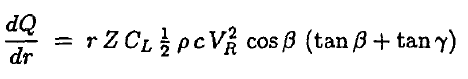 dQ/dr = r Z C_L ½ ρ c V_R² cos β (tan β + tan γ)